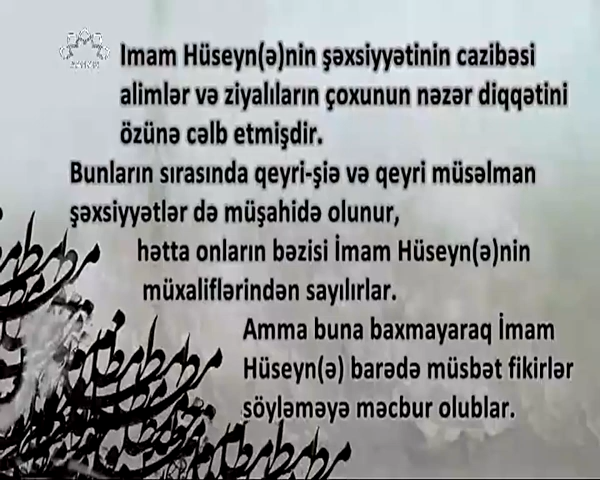 Imam Hüseyn(ə)nin şəxsiyyətinin cazibəsi
alimlər və ziyalıların çoxunun nəzər diqqətini
özünə cəlb etmişdir.
Bunların sırasında qeyri-şiə və qeyri müsəlman
şəxsiyyətlər də müşahidə olunur,
hətta onların bəzisi İmam Hüseyn(ə)nin
müxaliflərindən sayılırlar.
Amma buna baxmayaraq İmam
Hüseyn(ə) barədə müsbət fikirlər
söyləməyə məcbur olublar.